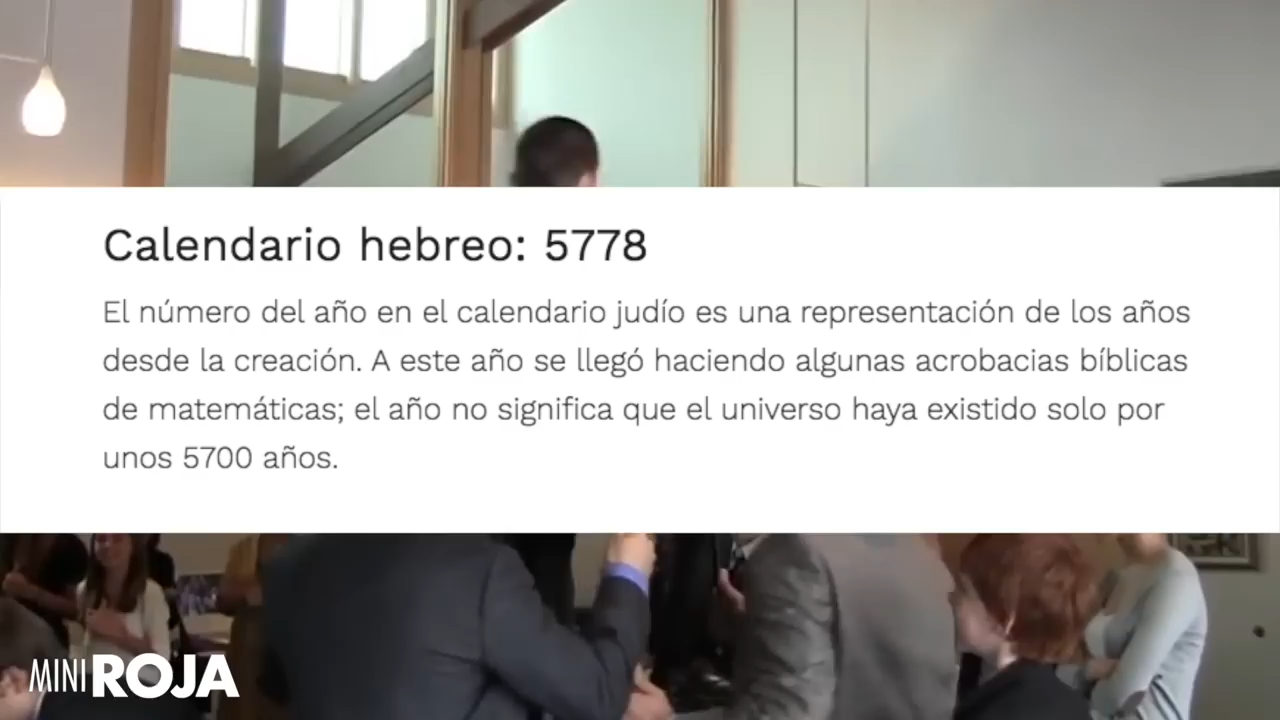 Calendario hebreo: 5778
El número del año en el calendario judío es una representación de los años
desde la creación. A este año se llegó haciendo algunas acrobacias bíblicas
de matemáticas; el año no significa que el universo haya existido solo por
unos 5700 años.
MINI ROJA